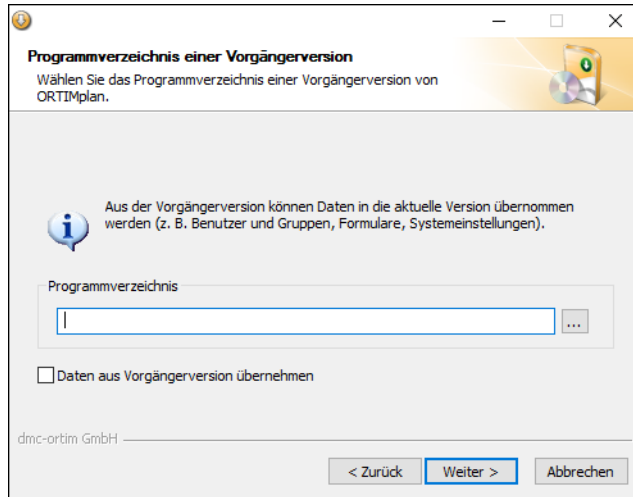 Programmverzeichnis einer Vorgängerversion
Wählen Sie das Programmverzeichnis einer Vorgängerversion von
ORTIMplan.
Aus der Vorgängerversion können Daten in die aktuelle Version übernommen
werden (z. B. Benutzer und Gruppen, Formulare, Systemeinstellungen).
Programmverzeichnis
...
Daten aus Vorgängerversion übernehmen
dmc-ortim GmbH
< Zurück Weiter > Abbrechen